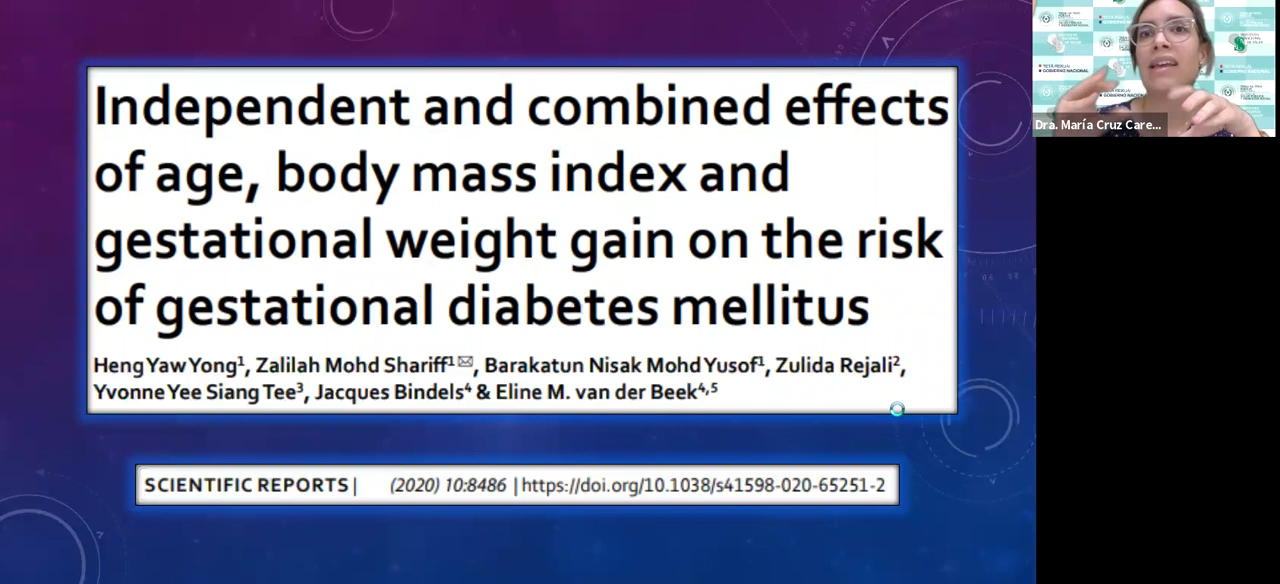 Independent and combined effects
of age, body mass index and
gestational weight gain on the risk
of gestational diabetes mellitus
Heng Yaw Yong¹, Zalilah Mohd Shariff¹✉, Barakatun Nisak Mohd Yusof¹, Zulida Rejali²,
Yvonne Yee Siang Tee³, Jacques Bindels⁴ & Eline M. van der Beek⁴,⁵
SCIENTIFIC REPORTS | (2020) 10:8486 | https://doi.org/10.1038/s41598-020-65251-2
Dra. María Cruz Care...
GOBIERNO NACIONAL